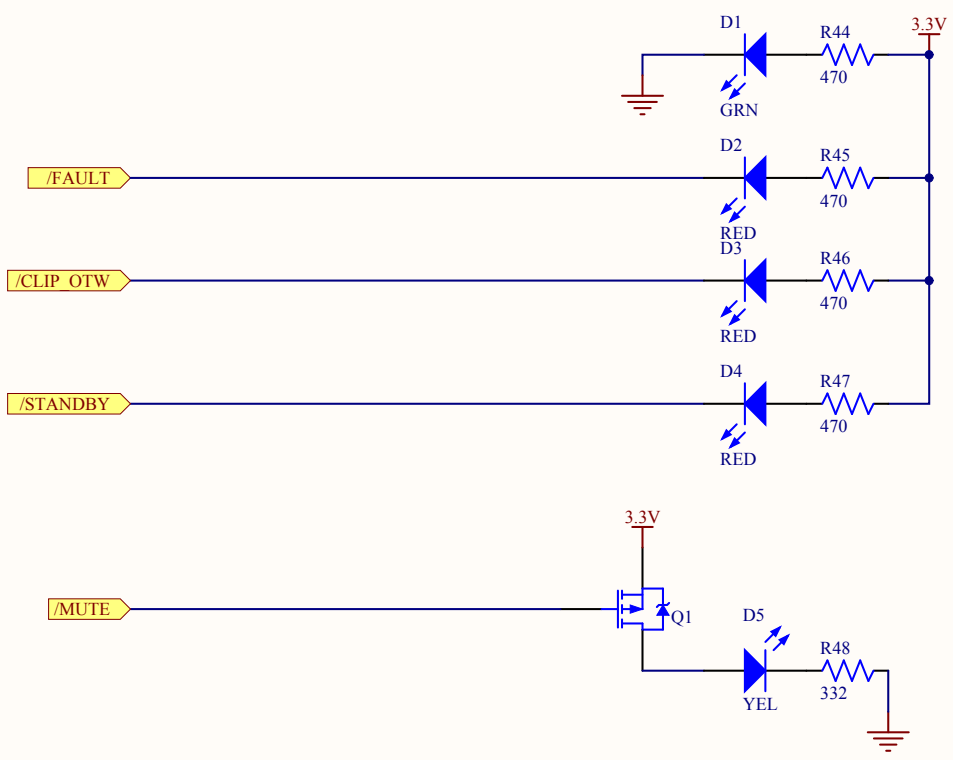 D1
R44
3.3V
470
GRN
D2
R45
/FAULT
470
RED
D3
R46
/CLIP_OTW
470
RED
D4
R47
/STANDBY
470
RED
3.3V
/MUTE
Q1
D5
R48
332
YEL